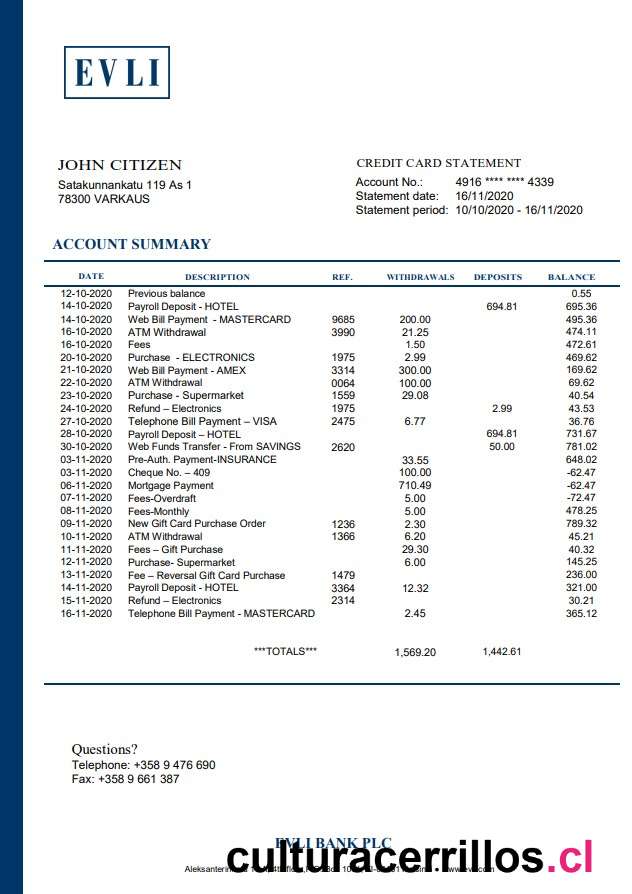 EVLI
JOHN CITIZEN
Satakunnankatu 119 As 1
78300 VARKAUS
CREDIT CARD STATEMENT
Account No.: 4916 **** **** 4339
Statement date: 16/11/2020
Statement period: 10/10/2020 - 16/11/2020
ACCOUNT SUMMARY
DATE DESCRIPTION REF. WITHDRAWALS DEPOSITS BALANCE
12-10-2020 Previous balance 0.55
14-10-2020 Payroll Deposit - HOTEL 694.81 695.36
14-10-2020 Web Bill Payment - MASTERCARD 9685 200.00 495.36
16-10-2020 ATM Withdrawal 3990 21.25 474.11
16-10-2020 Fees 1.50 472.61
20-10-2020 Purchase - ELECTRONICS 1975 2.99 469.62
21-10-2020 Web Bill Payment - AMEX 3314 300.00 169.62
22-10-2020 ATM Withdrawal 0064 100.00 69.62
23-10-2020 Purchase - Supermarket 1559 29.08 40.54
24-10-2020 Refund – Electronics 1975 2.99 43.53
27-10-2020 Telephone Bill Payment – VISA 2475 6.77 36.76
28-10-2020 Payroll Deposit – HOTEL 694.81 731.67
30-10-2020 Web Funds Transfer - From SAVINGS 2620 50.00 781.02
03-11-2020 Pre-Auth. Payment-INSURANCE 33.55 648.02
03-11-2020 Cheque No. – 409 100.00 -62.47
06-11-2020 Mortgage Payment 710.49 -62.47
07-11-2020 Fees-Overdraft 5.00 -72.47
08-11-2020 Fees-Monthly 5.00 478.25
09-11-2020 New Gift Card Purchase Order 1236 2.30 789.32
10-11-2020 ATM Withdrawal 1366 6.20 45.21
11-11-2020 Fees – Gift Purchase 29.30 40.32
12-11-2020 Purchase- Supermarket 6.00 145.25
13-11-2020 Fee – Reversal Gift Card Purchase 1479 236.00
14-11-2020 Payroll Deposit - HOTEL 3364 12.32 321.00
15-11-2020 Refund – Electronics 2314 30.21
16-11-2020 Telephone Bill Payment - MASTERCARD 2.45 365.12
***TOTALS*** 1,569.20 1,442.61
Questions?
Telephone: +358 9 476 690
Fax: +358 9 661 387
EVLI BANK PLC
culturacerrillos.cl